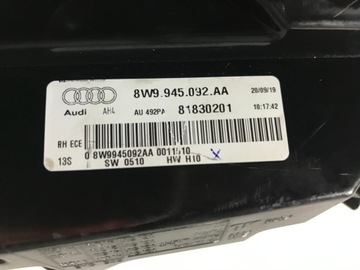 8W9.945.092.AA
20/09/19
Audi AH4 AU 492PA 81830201 10:17:42
RH ECE
13S
0 8W9945092AA 0011510
SW 0510 HW H10 X